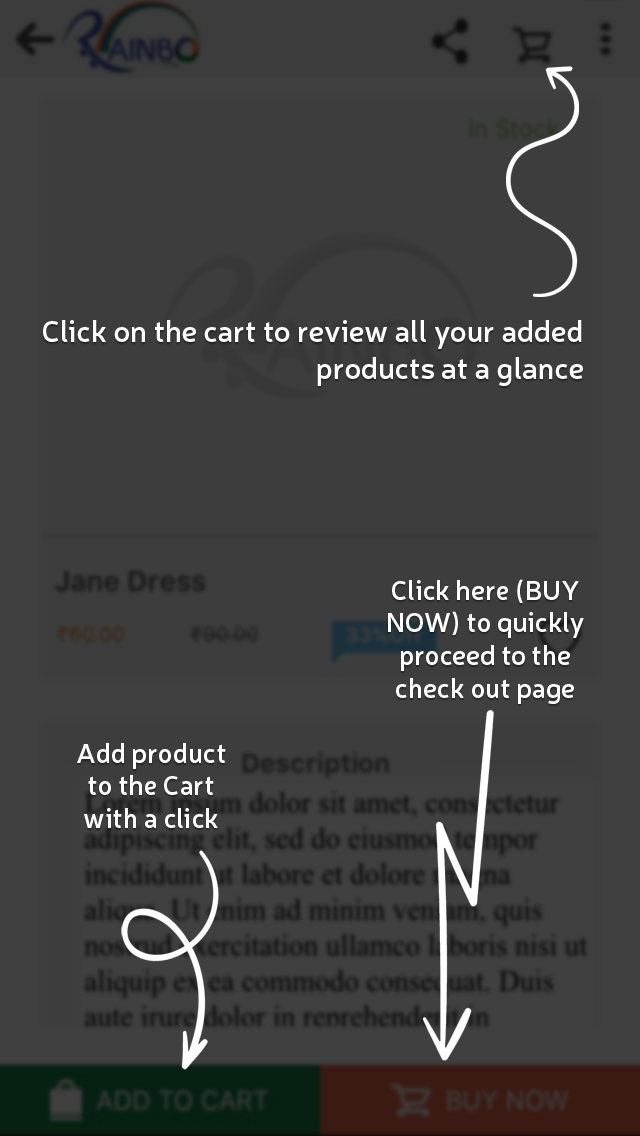 RAINBO
In Stock
Click on the cart to review all your added
products at a glance
Jane Dress
₹60.00 ₹90.00 33%
Click here (BUY
NOW) to quickly
proceed to the
check out page
Add product
to the Cart
with a click
Description
Lorem ipsum dolor sit amet, consectetur
adipiscing elit, sed do eiusmod tempor
incididunt ut labore et dolore magna
aliqua. Ut enim ad minim veniam, quis
nostrud exercitation ullamco laboris nisi ut
aliquip ex ea commodo consequat. Duis
aute irure dolor in reprehenderit in
ADD TO CART
BUY NOW